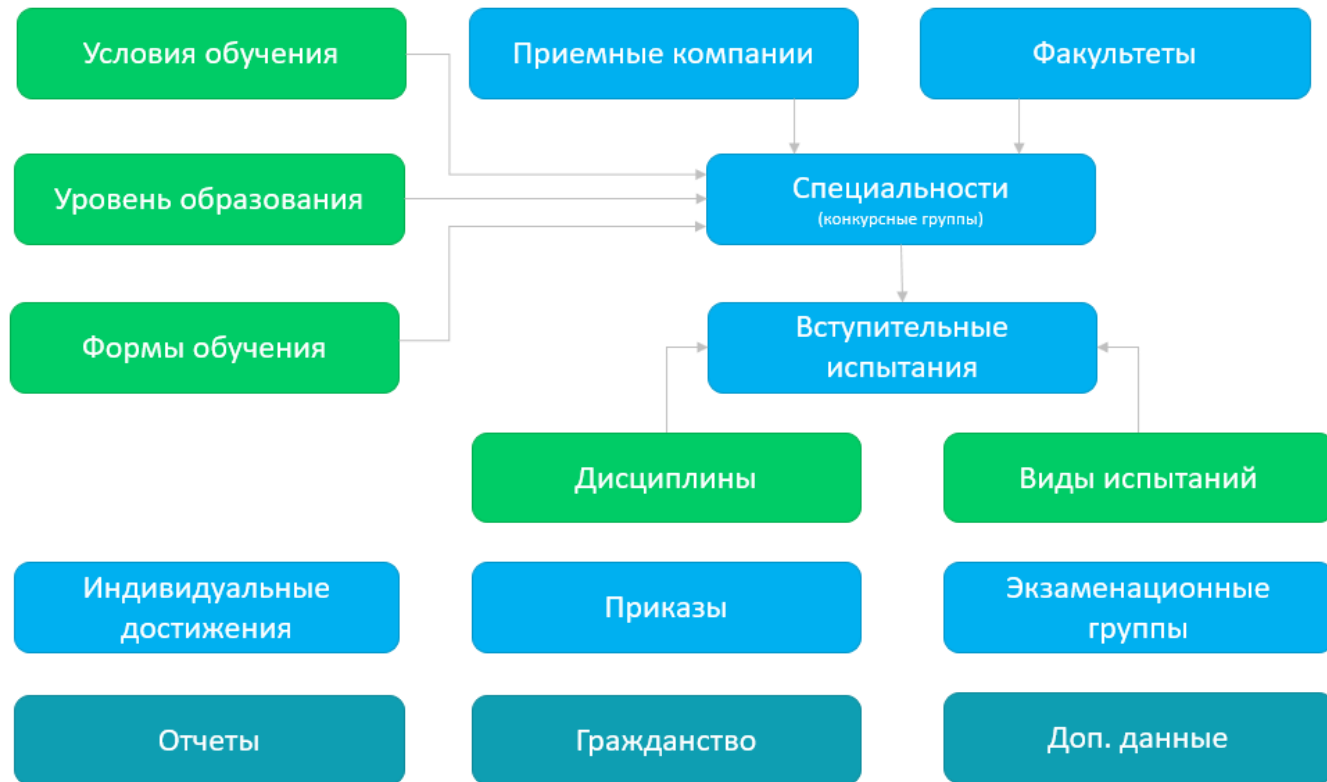 Условия обучения
Приемные компании
Факультеты
Уровень образования
Специальности
(конкурсные группы)
Формы обучения
Вступительные
испытания
Дисциплины
Виды испытаний
Индивидуальные
достижения
Приказы
Экзаменационные
группы
Отчеты
Гражданство
Доп. данные